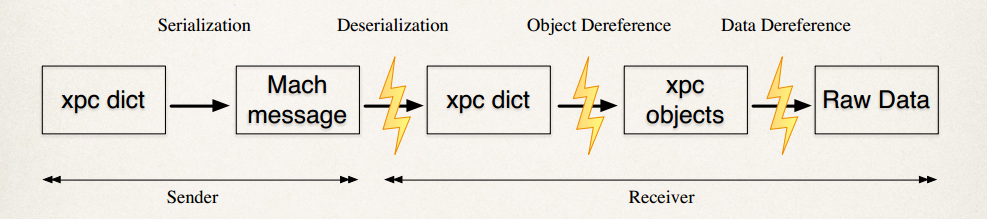 Serialization
Deserialization
Object Dereference
Data Dereference
xpc dict
Mach
message
xpc dict
xpc
objects
Raw Data
Sender
Receiver